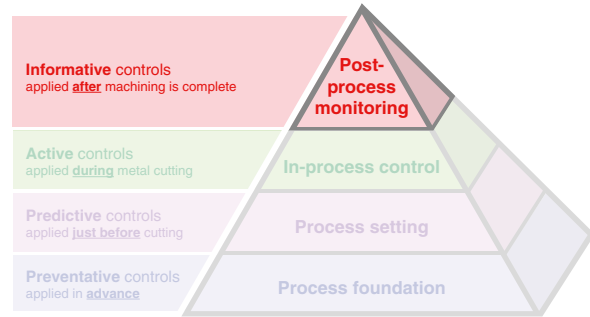 Informative controls
applied after machining is complete
Post-
process
monitoring
Active controls
applied during metal cutting
In-process control
Predictive controls
applied just before cutting
Process setting
Preventative controls
applied in advance
Process foundation